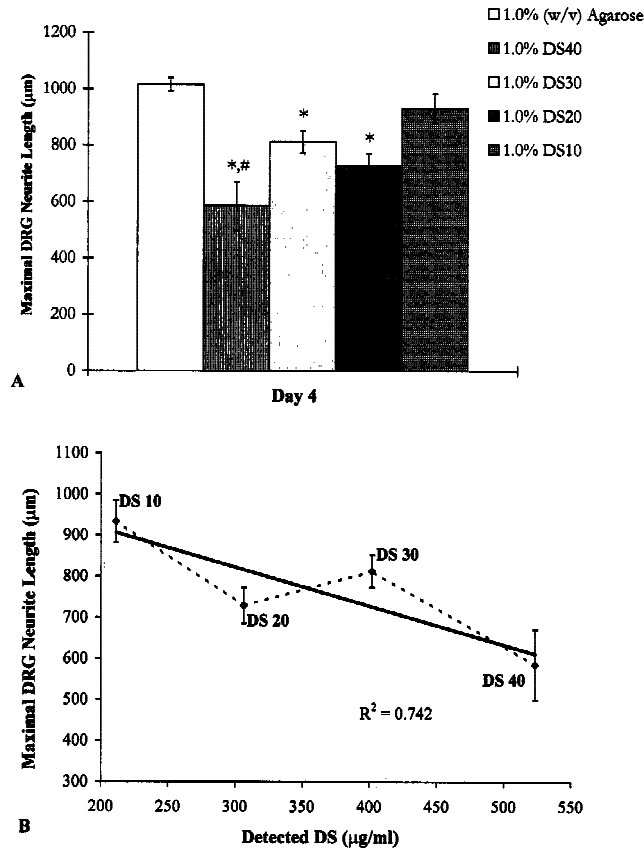 1.0% (w/v) Agarose
1.0% DS40
1.0% DS30
1.0% DS20
1.0% DS10
Maximal DRG Neurite Length (μm)
1200
1000
800
600
400
200
0
*,#
*
*
Day 4
A
Maximal DRG Neurite Length (μm)
1100
1000
900
800
700
600
500
400
300
DS 10
DS 20
DS 30
DS 40
R² = 0.742
200
250
300
350
400
450
500
550
Detected DS (μg/ml)
B